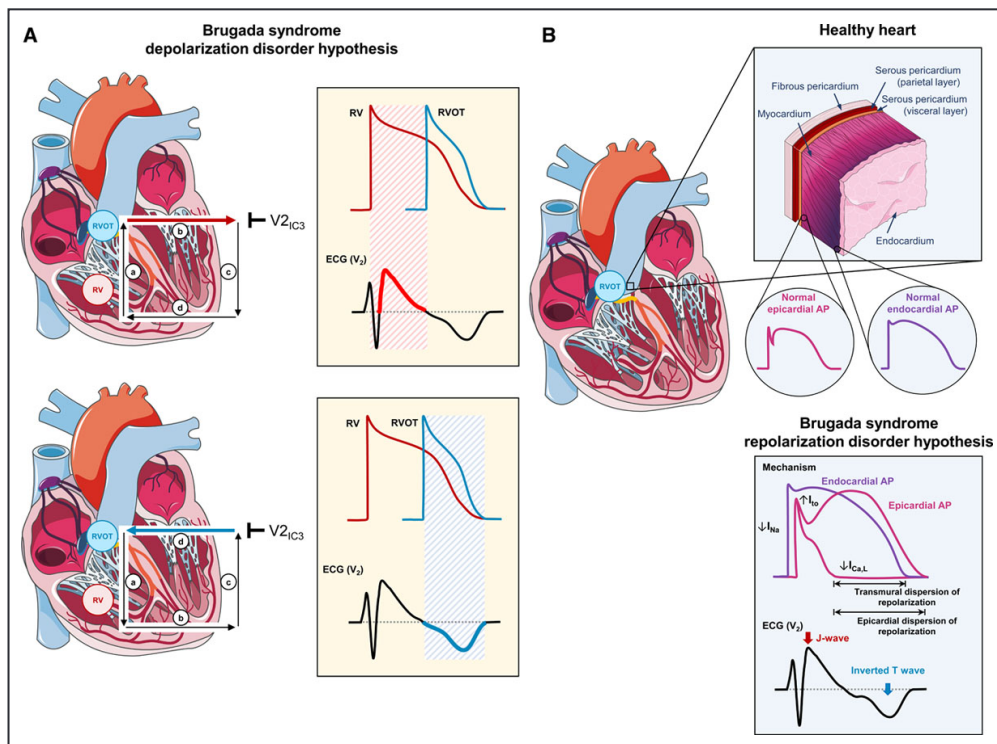 A
Brugada syndrome
depolarization disorder hypothesis
RVOT
b
V2IC3
a
c
RV
d
RV
RVOT
ECG (V2)
RVOT
d
V2IC3
a
c
RV
b
RV
RVOT
ECG (V2)
B
Healthy heart
Serous pericardium
(parietal layer)
Fibrous pericardium
Serous pericardium
(visceral layer)
Myocardium
Endocardium
RVOT
Normal
epicardial AP
Normal
endocardial AP
Brugada syndrome
repolarization disorder hypothesis
Mechanism
Endocardial AP
↑Ito
Epicardial AP
↓INa
↓ICa,L
Transmural dispersion of
repolarization
Epicardial dispersion of
repolarization
ECG (V2)
J-wave
Inverted T wave